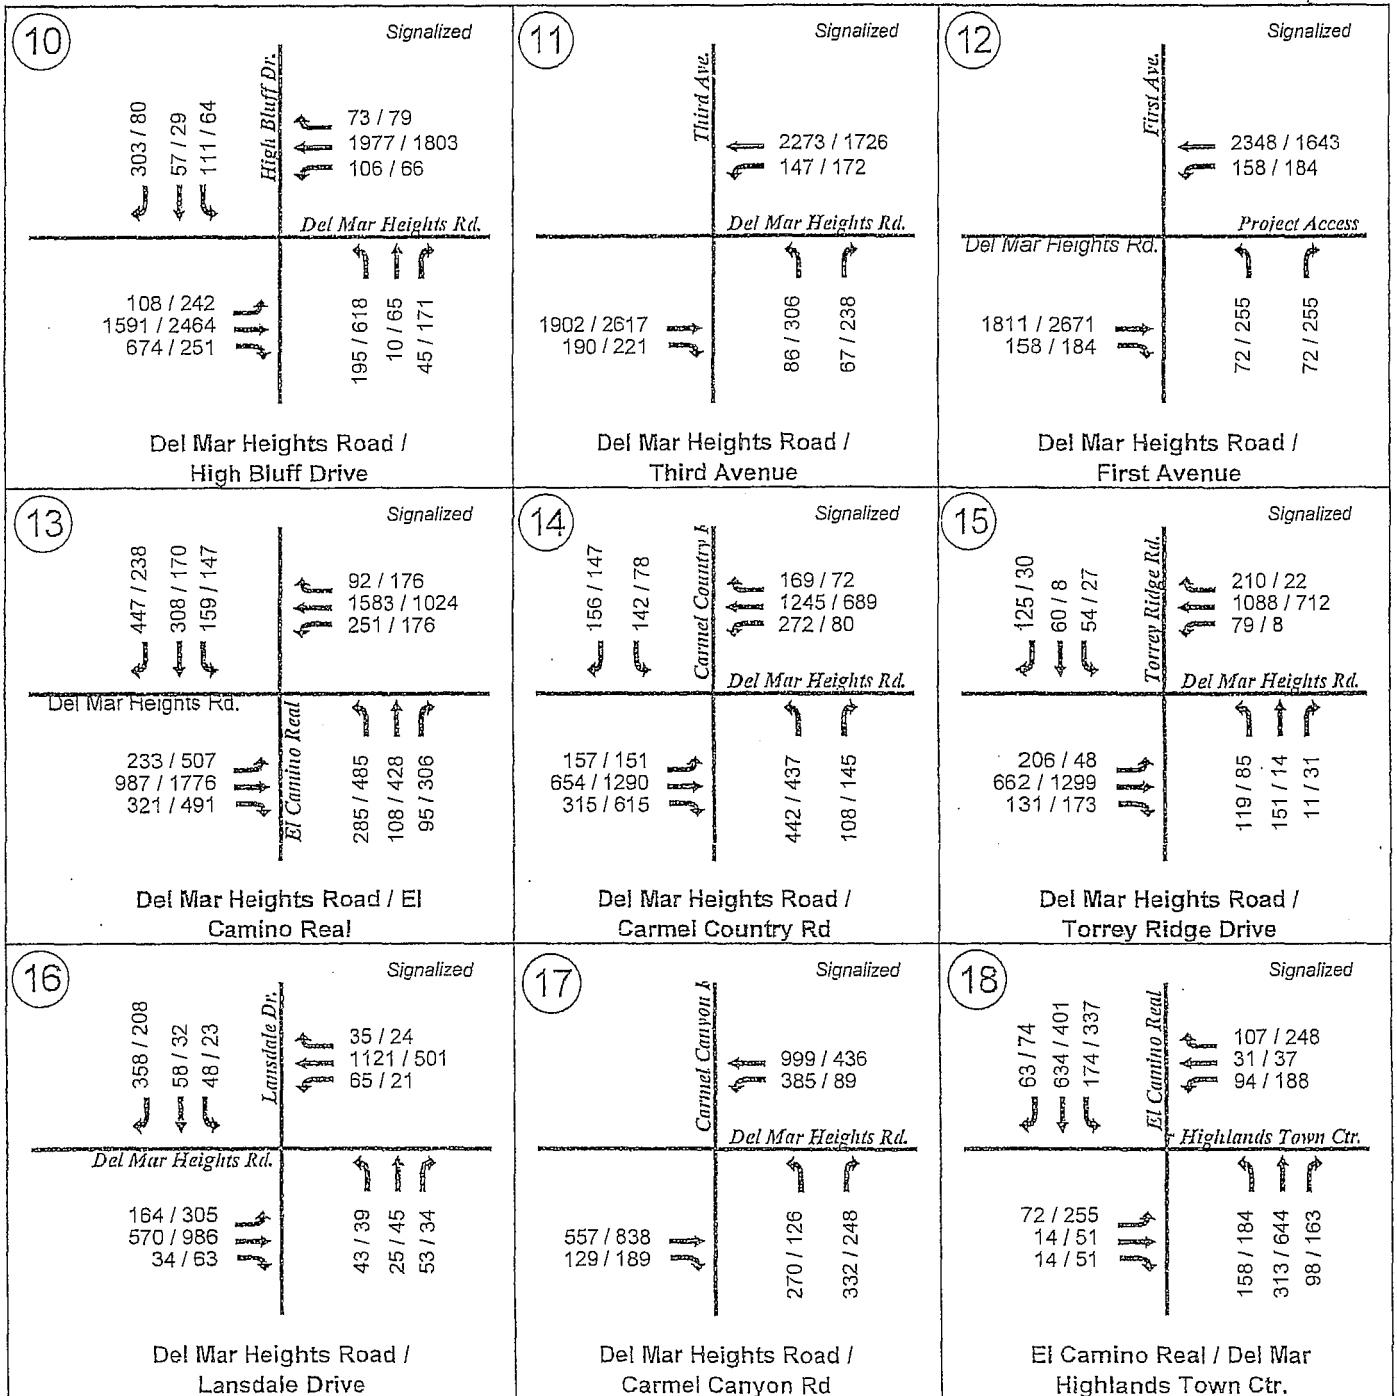 10
Signalized
High Bluff Dr.
303 / 80
57 / 29
111 / 64
73 / 79
1977 / 1803
106 / 66
Del Mar Heights Rd.
108 / 242
1591 / 2464
674 / 251
195 / 618
10 / 65
45 / 171
Del Mar Heights Road /
High Bluff Drive
11
Signalized
Third Ave.
2273 / 1726
147 / 172
Del Mar Heights Rd.
1902 / 2617
190 / 221
86 / 306
67 / 238
Del Mar Heights Road /
Third Avenue
12
Signalized
First Ave.
2348 / 1643
158 / 184
Del Mar Heights Rd.
Project Access
1811 / 2671
158 / 184
72 / 255
72 / 255
Del Mar Heights Road /
First Avenue
13
Signalized
447 / 238
308 / 170
159 / 147
92 / 176
1583 / 1024
251 / 176
Del Mar Heights Rd.
El Camino Real
233 / 507
987 / 1776
321 / 491
285 / 485
108 / 428
95 / 306
Del Mar Heights Road / El
Camino Real
14
Signalized
Carmel Country
156 / 147
142 / 78
169 / 72
1245 / 689
272 / 80
Del Mar Heights Rd.
157 / 151
654 / 1290
315 / 615
442 / 437
108 / 145
Del Mar Heights Road /
Carmel Country Rd
15
Signalized
Torrey Ridge Rd.
125 / 30
60 / 8
54 / 27
210 / 22
1088 / 712
79 / 8
Del Mar Heights Rd.
206 / 48
662 / 1299
131 / 173
119 / 85
151 / 14
11 / 31
Del Mar Heights Road /
Torrey Ridge Drive
16
Signalized
Lansdale Dr.
358 / 208
58 / 32
48 / 23
35 / 24
1121 / 501
65 / 21
Del Mar Heights Rd.
164 / 305
570 / 986
34 / 63
43 / 39
25 / 45
53 / 34
Del Mar Heights Road /
Lansdale Drive
17
Signalized
Carmel Canyon
999 / 436
385 / 89
Del Mar Heights Rd.
557 / 838
129 / 189
270 / 126
332 / 248
Del Mar Heights Road /
Carmel Canyon Rd
18
Signalized
El Camino Real
63 / 74
634 / 401
174 / 337
107 / 248
31 / 37
94 / 188
Highlands Town Ctr.
72 / 255
14 / 51
14 / 51
158 / 184
313 / 644
98 / 163
El Camino Real / Del Mar
Highlands Town Ctr.